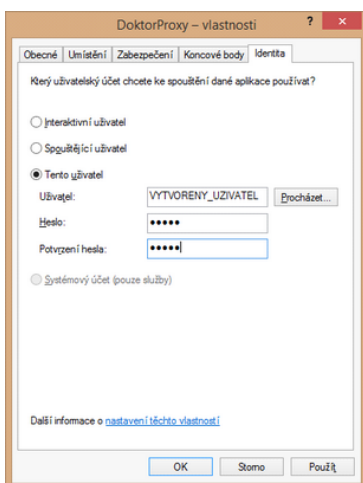 DoktorProxy – vlastnosti ? ×
Obecné Umístění Zabezpečení Koncové body Identita
Který uživatelský účet chcete ke spouštění dané aplikace používat?
Interaktivní uživatel
Spouštějící uživatel
Tento uživatel
Uživatel: VYTVORENY_UZIVATEL Procházet...
Heslo: •••••
Potvrzení hesla: •••••
Systémový účet (pouze služby)
Další informace o nastavení těchto vlastností
OK Storno Použít